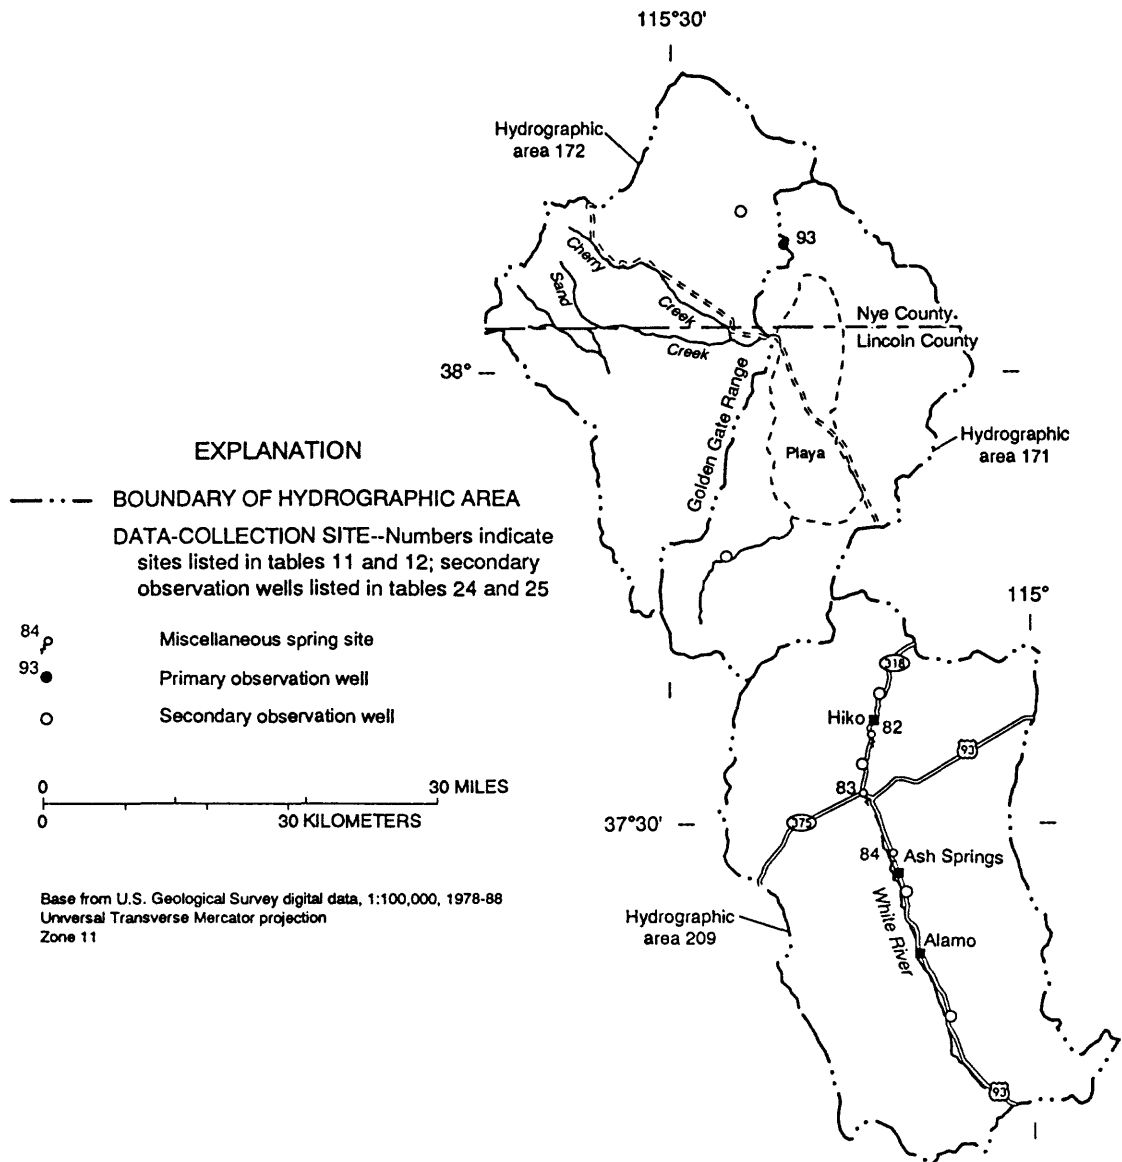 115°30'
Hydrographic
area 172
93
Cherry
Creek
Sand
Creek
Nye County
Lincoln County
38°
Golden Gate Range
Playa
Hydrographic
area 171
EXPLANATION
BOUNDARY OF HYDROGRAPHIC AREA
DATA-COLLECTION SITE--Numbers indicate
sites listed in tables 11 and 12; secondary
observation wells listed in tables 24 and 25
84
Miscellaneous spring site
93
Primary observation well
Secondary observation well
0
30 MILES
0
30 KILOMETERS
Base from U.S. Geological Survey digital data, 1:100,000, 1978-88
Universal Transverse Mercator projection
Zone 11
115°
318
Hiko
82
93
83
375
37°30'
84
Ash Springs
White River
Hydrographic
area 209
Alamo
93